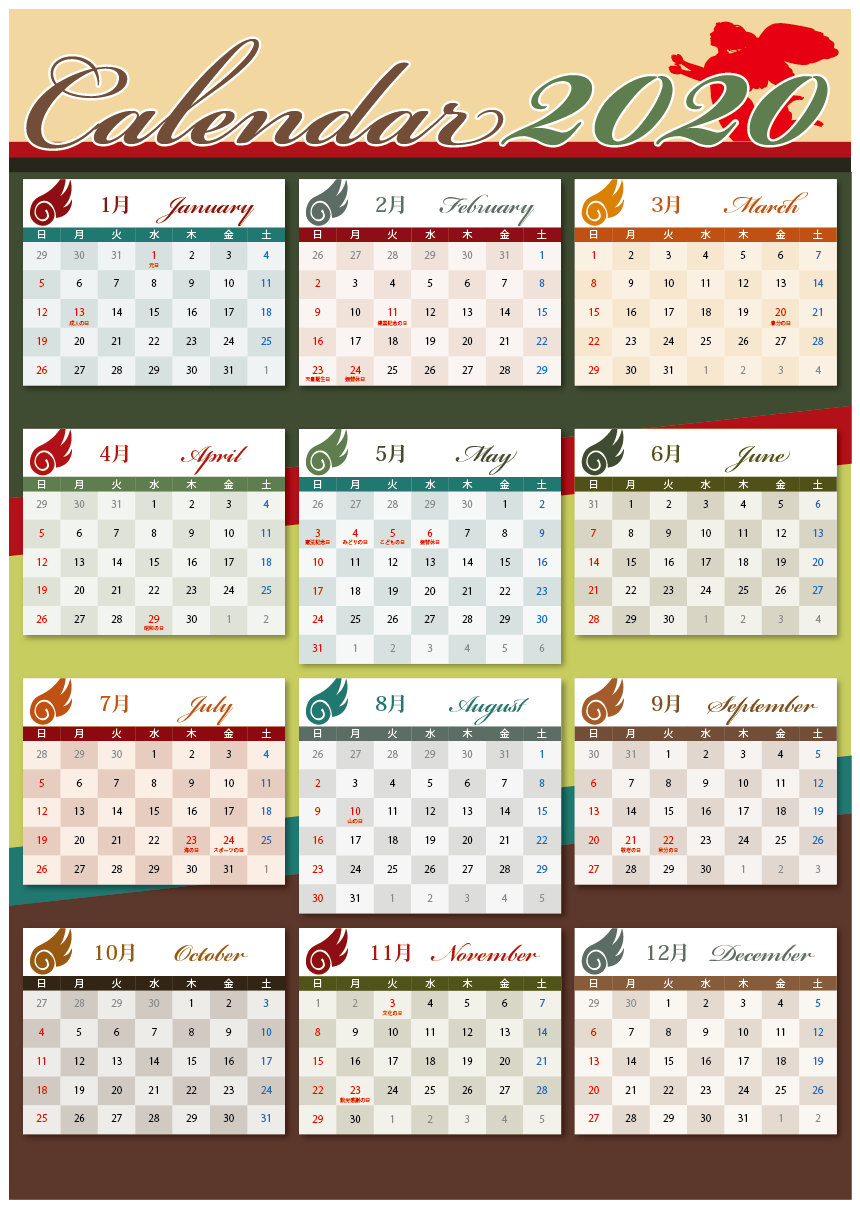 Calendar 2020
1月 January
日 月 火 水 木 金 土
29 30 31 1 2 3 4
元日
5 6 7 8 9 10 11
12 13 14 15 16 17 18
成人の日
19 20 21 22 23 24 25
26 27 28 29 30 31 1
2月 February
日 月 火 水 木 金 土
26 27 28 29 30 31 1
2 3 4 5 6 7 8
9 10 11 12 13 14 15
建国記念の日
16 17 18 19 20 21 22
23 24 25 26 27 28 29
天皇誕生日 振替休日
3月 March
日 月 火 水 木 金 土
1 2 3 4 5 6 7
8 9 10 11 12 13 14
15 16 17 18 19 20 21
春分の日
22 23 24 25 26 27 28
29 30 31 1 2 3 4
4月 April
日 月 火 水 木 金 土
29 30 31 1 2 3 4
5 6 7 8 9 10 11
12 13 14 15 16 17 18
19 20 21 22 23 24 25
26 27 28 29 30 1 2
昭和の日
5月 May
日 月 火 水 木 金 土
26 27 28 29 30 1 2
3 4 5 6 7 8 9
憲法記念日 みどりの日 こどもの日 振替休日
10 11 12 13 14 15 16
17 18 19 20 21 22 23
24 25 26 27 28 29 30
31 1 2 3 4 5 6
6月 June
日 月 火 水 木 金 土
31 1 2 3 4 5 6
7 8 9 10 11 12 13
14 15 16 17 18 19 20
21 22 23 24 25 26 27
28 29 30 1 2 3 4
7月 July
日 月 火 水 木 金 土
28 29 30 1 2 3 4
5 6 7 8 9 10 11
12 13 14 15 16 17 18
19 20 21 22 23 24 25
海の日 スポーツの日
26 27 28 29 30 31 1
8月 August
日 月 火 水 木 金 土
26 27 28 29 30 31 1
2 3 4 5 6 7 8
9 10 11 12 13 14 15
山の日
16 17 18 19 20 21 22
23 24 25 26 27 28 29
30 31 1 2 3 4 5
9月 September
日 月 火 水 木 金 土
30 31 1 2 3 4 5
6 7 8 9 10 11 12
13 14 15 16 17 18 19
20 21 22 23 24 25 26
敬老の日 秋分の日
27 28 29 30 1 2 3
10月 October
日 月 火 水 木 金 土
27 28 29 30 1 2 3
4 5 6 7 8 9 10
11 12 13 14 15 16 17
18 19 20 21 22 23 24
25 26 27 28 29 30 31
11月 November
日 月 火 水 木 金 土
1 2 3 4 5 6 7
文化の日
8 9 10 11 12 13 14
15 16 17 18 19 20 21
22 23 24 25 26 27 28
勤労感謝の日
29 30 1 2 3 4 5
12月 December
日 月 火 水 木 金 土
29 30 1 2 3 4 5
6 7 8 9 10 11 12
13 14 15 16 17 18 19
20 21 22 23 24 25 26
27 28 29 30 31 1 2